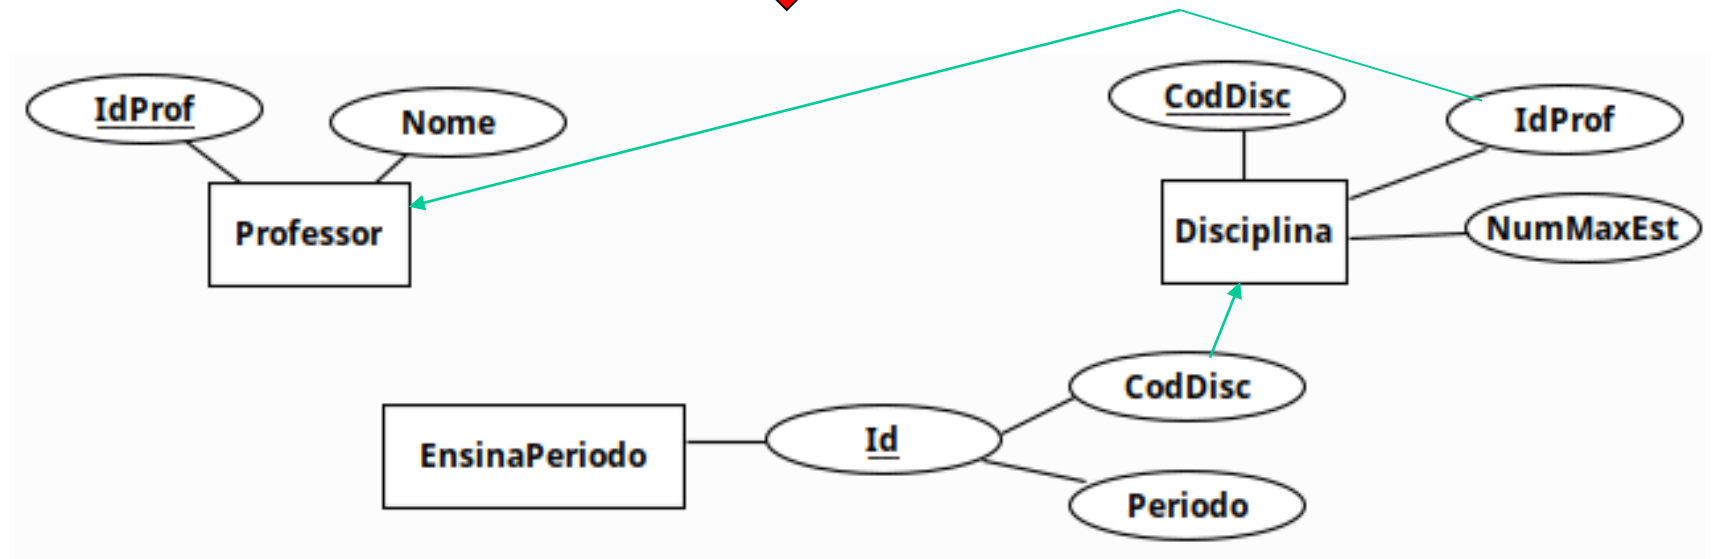 IdProf
Nome
Professor
CodDisc
IdProf
Disciplina
NumMaxEst
EnsinaPeriodo
Id
CodDisc
Periodo